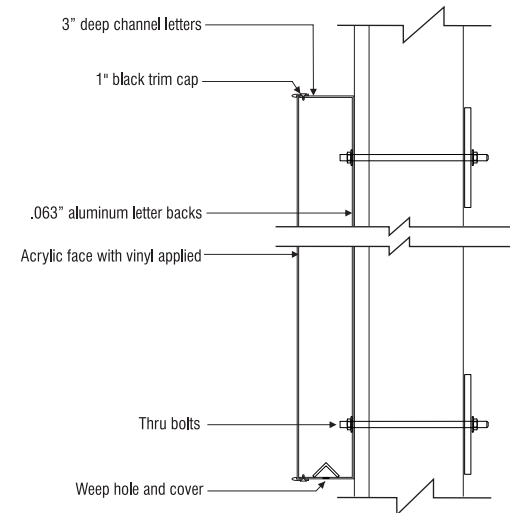 3” deep channel letters
1" black trim cap
.063” aluminum letter backs
Acrylic face with vinyl applied
Thru bolts
Weep hole and cover